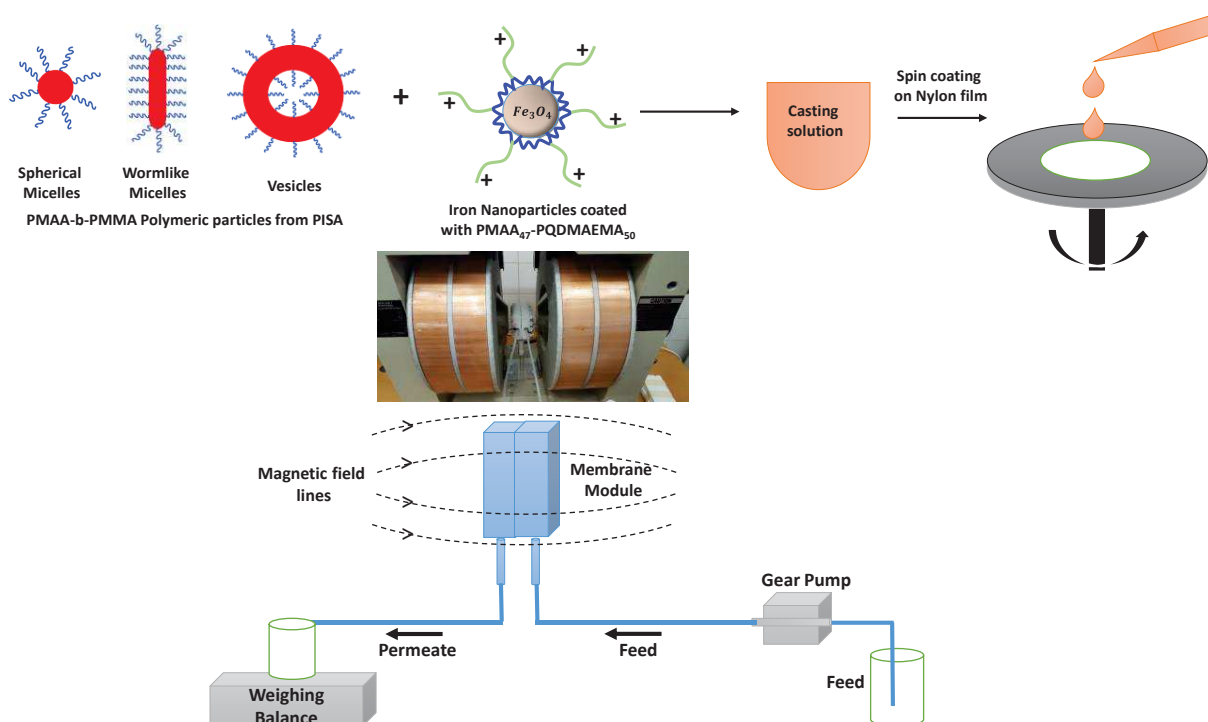 Spherical
Micelles
Wormlike
Micelles
Vesicles
PMAA-b-PMMA Polymeric particles from PISA
+
Fe₃O₄
+
+
+
+
+
+
Iron Nanoparticles coated
with PMAA₄₇-PQDMAEMA₅₀
Casting
solution
Spin coating
on Nylon film
Magnetic field
lines
Membrane
Module
Gear Pump
Permeate
Feed
Feed
Weighing
Balance